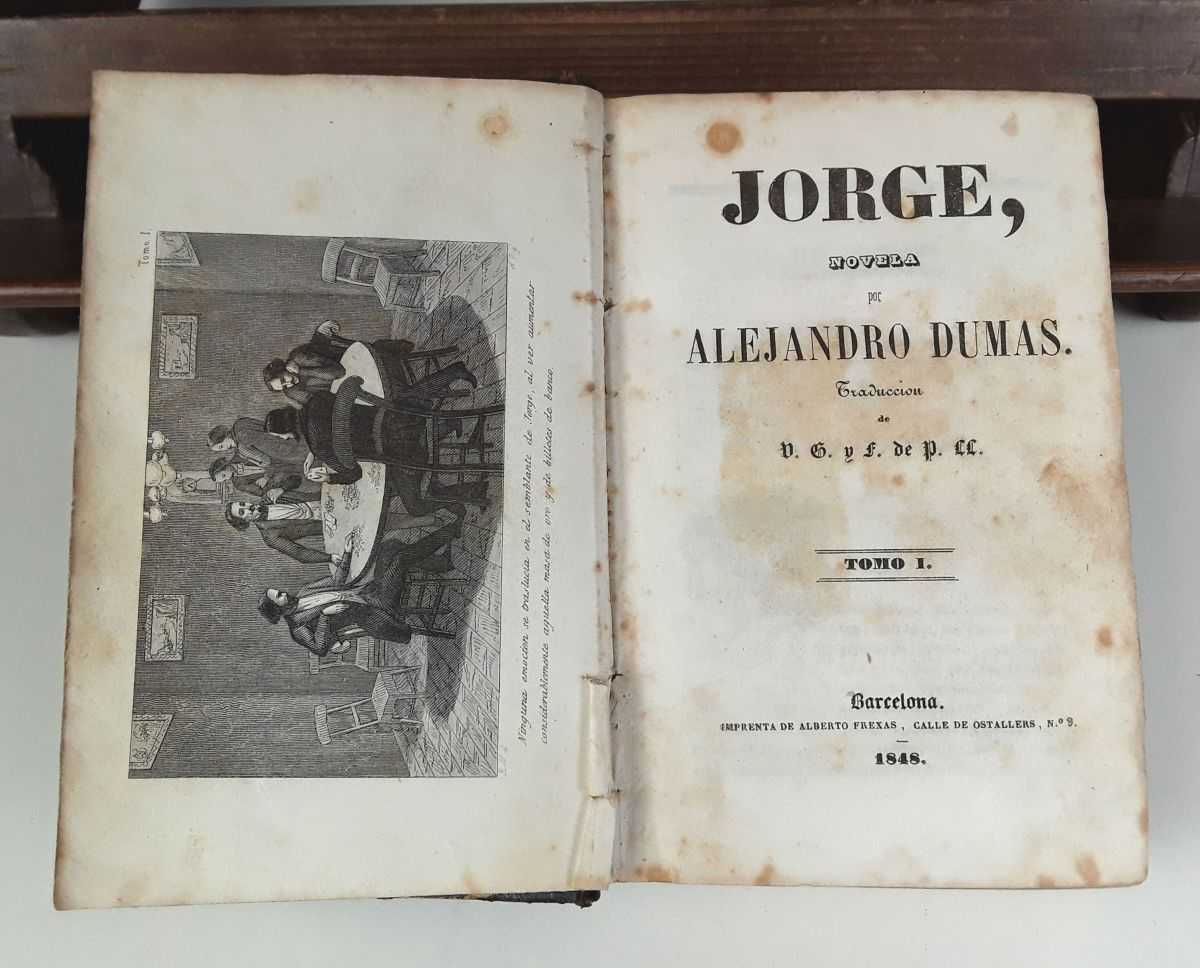 Tomo I
Ninguna emocion se traslucia en el semblante de Jorge, al ver aumentar
considerablemente aquella masa de oro y de billetes de banco.
JORGE,
NOVELA
por
ALEJANDRO DUMAS.
Traduccion
de
V. G. y F. de P. LL.
TOMO I.
Barcelona.
IMPRENTA DE ALBERTO FREXAS, CALLE DE OSTALLERS, N.º 9.
1848.